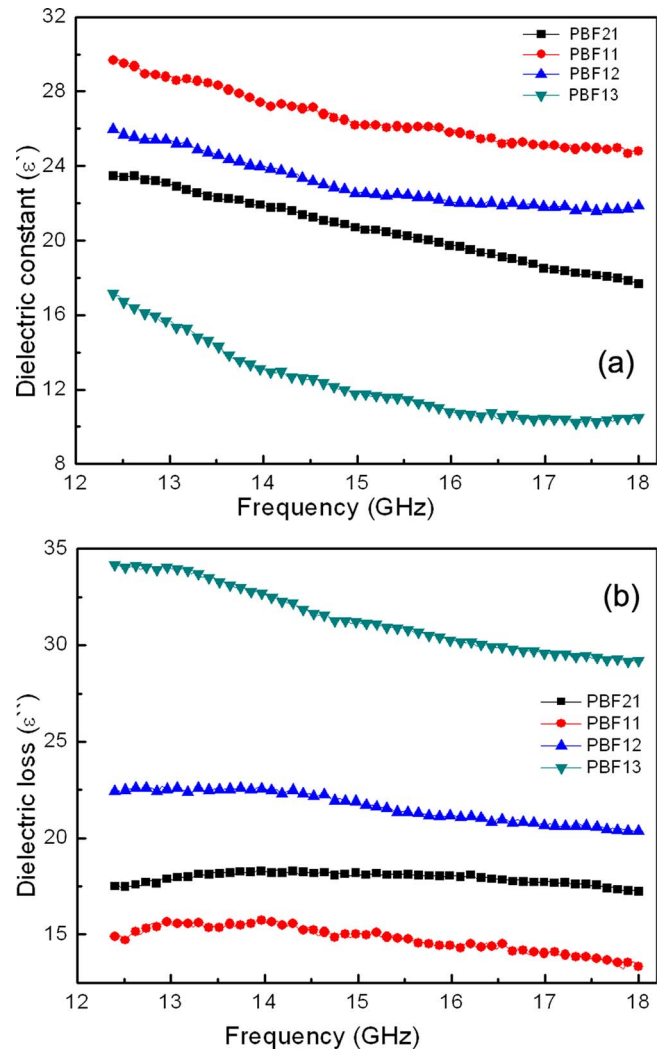 32
28
24
20
16
12
8
Dielectric constant (ε`)
PBF21
PBF11
PBF12
PBF13
(a)
12 13 14 15 16 17 18
Frequency (GHz)
35
30
25
20
15
Dielectric loss (ε``)
(b)
PBF21
PBF11
PBF12
PBF13
12 13 14 15 16 17 18
Frequency (GHz)